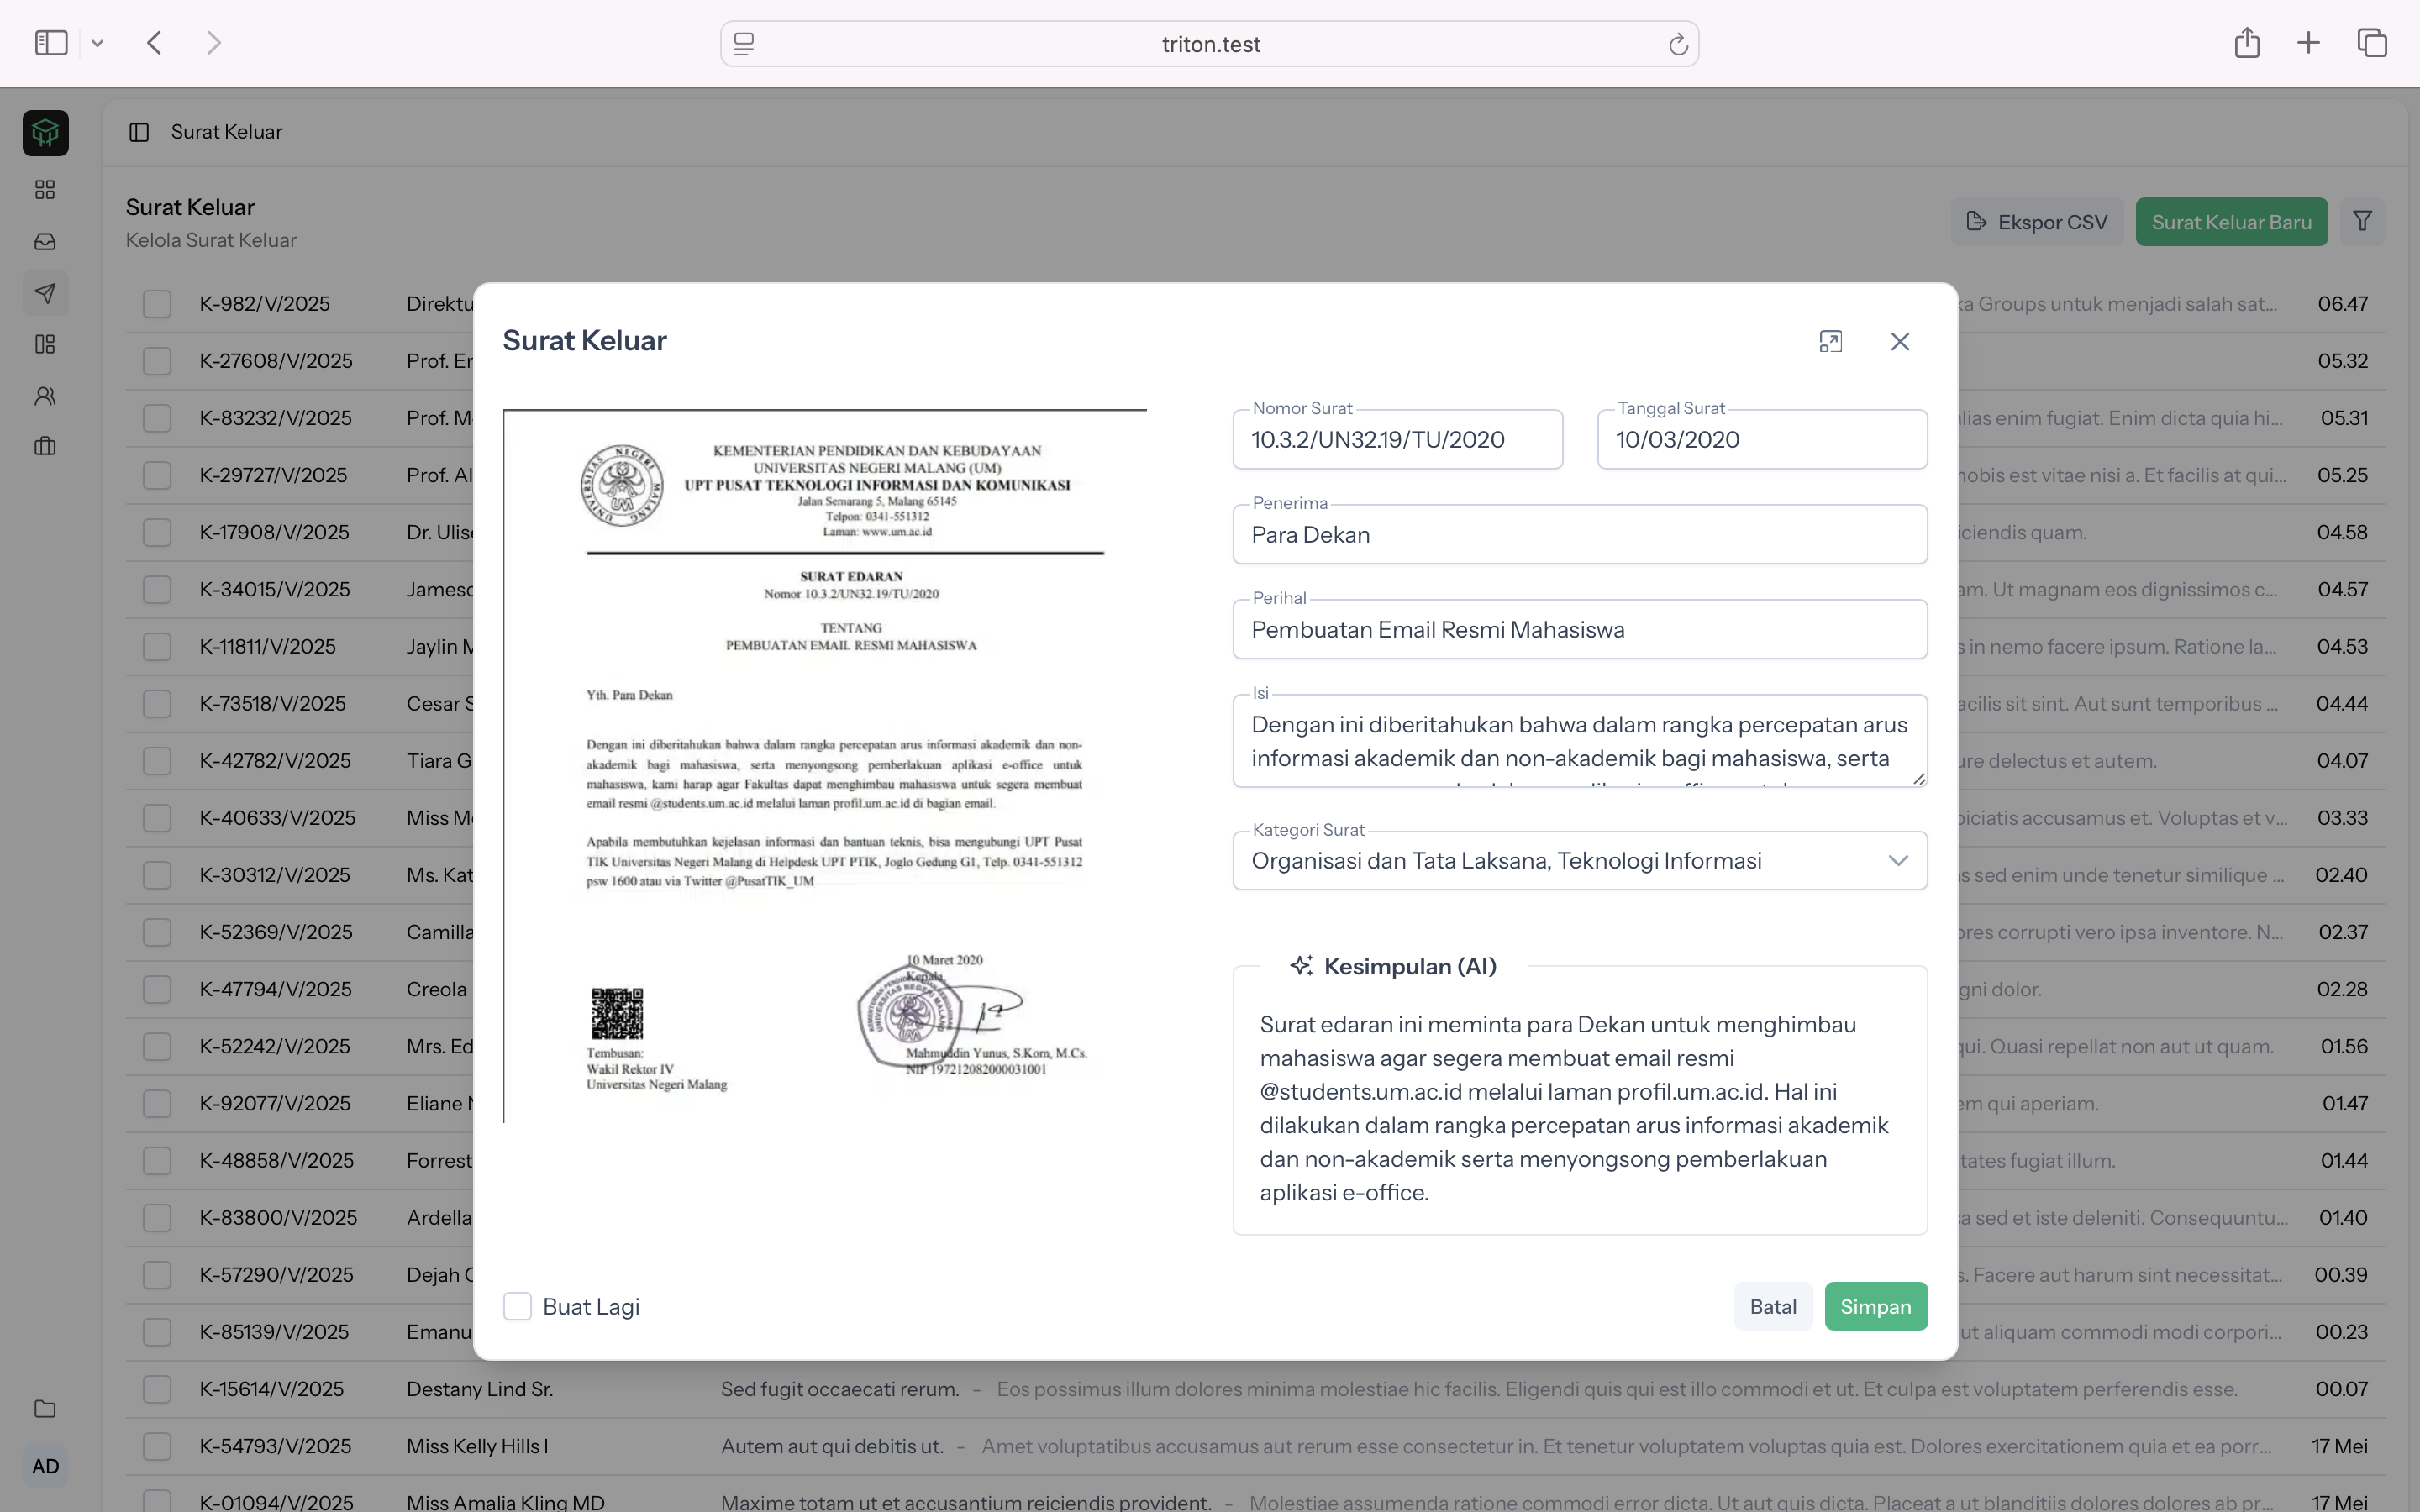 triton.test
Surat Keluar
Surat Keluar
Kelola Surat Keluar
Ekspor CSV
Surat Keluar Baru
K-982/V/2025 Direktu ka Groups untuk menjadi salah sat... 06.47
K-27608/V/2025 Prof. Er 05.32
K-83232/V/2025 Prof. M alias enim fugiat. Enim dicta quia hi... 05.31
K-29727/V/2025 Prof. Al nobis est vitae nisi a. Et facilis at qui... 05.25
K-17908/V/2025 Dr. Ulise iciendis quam. 04.58
K-34015/V/2025 Jameso am. Ut magnam eos dignissimos c... 04.57
K-11811/V/2025 Jaylin M s in nemo facere ipsum. Ratione la... 04.53
K-73518/V/2025 Cesar S acilis sit sint. Aut sunt temporibus ... 04.44
K-42782/V/2025 Tiara G ure delectus et autem. 04.07
K-40633/V/2025 Miss Mo piciatis accusamus et. Voluptas et v... 03.33
K-30312/V/2025 Ms. Kat s sed enim unde tenetur similique ... 02.40
K-52369/V/2025 Camilla ores corrupti vero ipsa inventore. N... 02.37
K-47794/V/2025 Creola gni dolor. 02.28
K-52242/V/2025 Mrs. Ed qui. Quasi repellat non aut ut quam. 01.56
K-92077/V/2025 Eliane N em qui aperiam. 01.47
K-48858/V/2025 Forrest tates fugiat illum. 01.44
K-83800/V/2025 Ardella a sed et iste deleniti. Consequuntu... 01.40
K-57290/V/2025 Dejah C s. Facere aut harum sint necessitat... 00.39
K-85139/V/2025 Emanu ut aliquam commodi modi corpori... 00.23
K-15614/V/2025 Destany Lind Sr. Sed fugit occaecati rerum. - Eos possimus illum dolores minima molestiae hic facilis. Eligendi quis qui est illo commodi et ut. Et culpa est voluptatem perferendis esse. 00.07
K-54793/V/2025 Miss Kelly Hills I Autem aut qui debitis ut. - Amet voluptatibus accusamus aut rerum esse consectetur in. Et tenetur voluptatem voluptas quia est. Dolores exercitationem quia et ea porr... 17 Mei
K-01094/V/2025 Miss Amalia Kling MD Maxime totam ut et accusantium reiciendis provident. - Molestiae assumenda ratione commodi error dicta. Ut aut quis dicta. Placeat a ut blanditiis dolores dolores ab pr... 17 Mei
AD
Surat Keluar
KEMENTERIAN PENDIDIKAN DAN KEBUDAYAAN
UNIVERSITAS NEGERI MALANG (UM)
UPT PUSAT TEKNOLOGI INFORMASI DAN KOMUNIKASI
Jalan Semarang 5, Malang 65145
Telpon: 0341-551312
Laman: www.um.ac.id
UNIVERSITAS NEGERI MALANG
SURAT EDARAN
Nomor 10.3.2/UN32.19/TU/2020
TENTANG
PEMBUATAN EMAIL RESMI MAHASISWA
Yth. Para Dekan
Dengan ini diberitahukan bahwa dalam rangka percepatan arus informasi akademik dan non-
akademik bagi mahasiswa, serta menyongsong pemberlakuan aplikasi e-office untuk
mahasiswa, kami harap agar Fakultas dapat menghimbau mahasiswa untuk segera membuat
email resmi @students.um.ac.id melalui laman profil.um.ac.id di bagian email.
Apabila membutuhkan kejelasan informasi dan bantuan teknis, bisa mengubungi UPT Pusat
TIK Universitas Negeri Malang di Helpdesk UPT PTIK, Joglo Gedung G1, Telp. 0341-551312
psw 1600 atau via Twitter @PusatTIK_UM
10 Maret 2020
Kepala,
Mahmuddin Yunus, S.Kom, M.Cs.
NIP 197212082000031001
Tembusan:
Wakil Rektor IV
Universitas Negeri Malang
Nomor Surat
10.3.2/UN32.19/TU/2020
Tanggal Surat
10/03/2020
Penerima
Para Dekan
Perihal
Pembuatan Email Resmi Mahasiswa
Isi
Dengan ini diberitahukan bahwa dalam rangka percepatan arus
informasi akademik dan non-akademik bagi mahasiswa, serta
Kategori Surat
Organisasi dan Tata Laksana, Teknologi Informasi
Kesimpulan (AI)
Surat edaran ini meminta para Dekan untuk menghimbau
mahasiswa agar segera membuat email resmi
@students.um.ac.id melalui laman profil.um.ac.id. Hal ini
dilakukan dalam rangka percepatan arus informasi akademik
dan non-akademik serta menyongsong pemberlakuan
aplikasi e-office.
Buat Lagi
Batal
Simpan